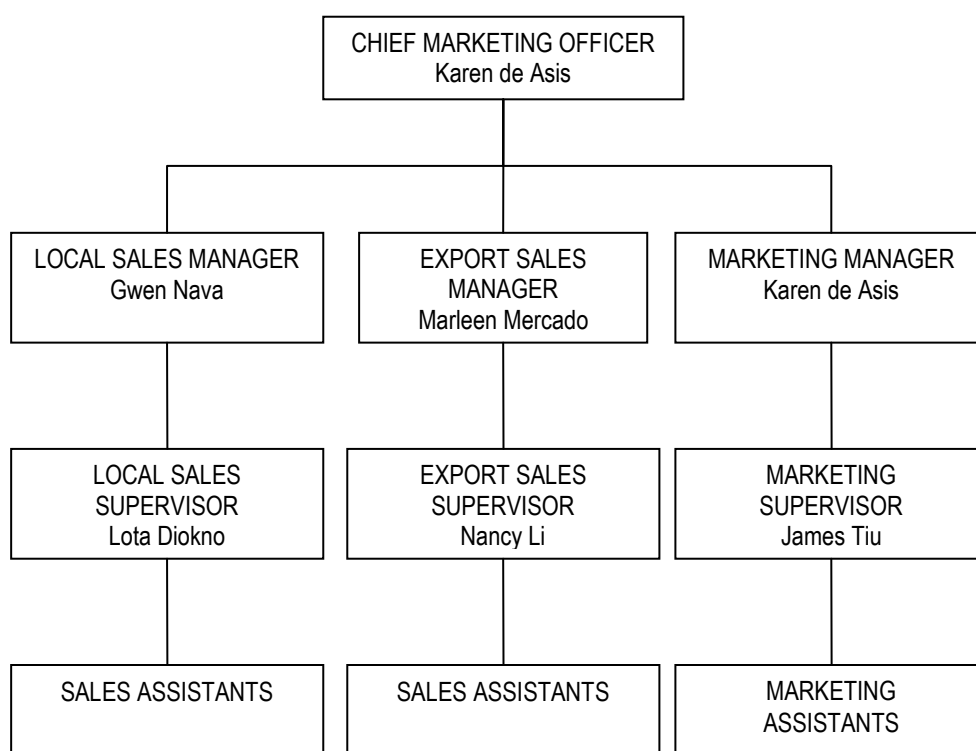 CHIEF MARKETING OFFICER
Karen de Asis
LOCAL SALES MANAGER
Gwen Nava
EXPORT SALES
MANAGER
Marleen Mercado
MARKETING MANAGER
Karen de Asis
LOCAL SALES
SUPERVISOR
Lota Diokno
EXPORT SALES
SUPERVISOR
Nancy Li
MARKETING
SUPERVISOR
James Tiu
SALES ASSISTANTS
SALES ASSISTANTS
MARKETING
ASSISTANTS